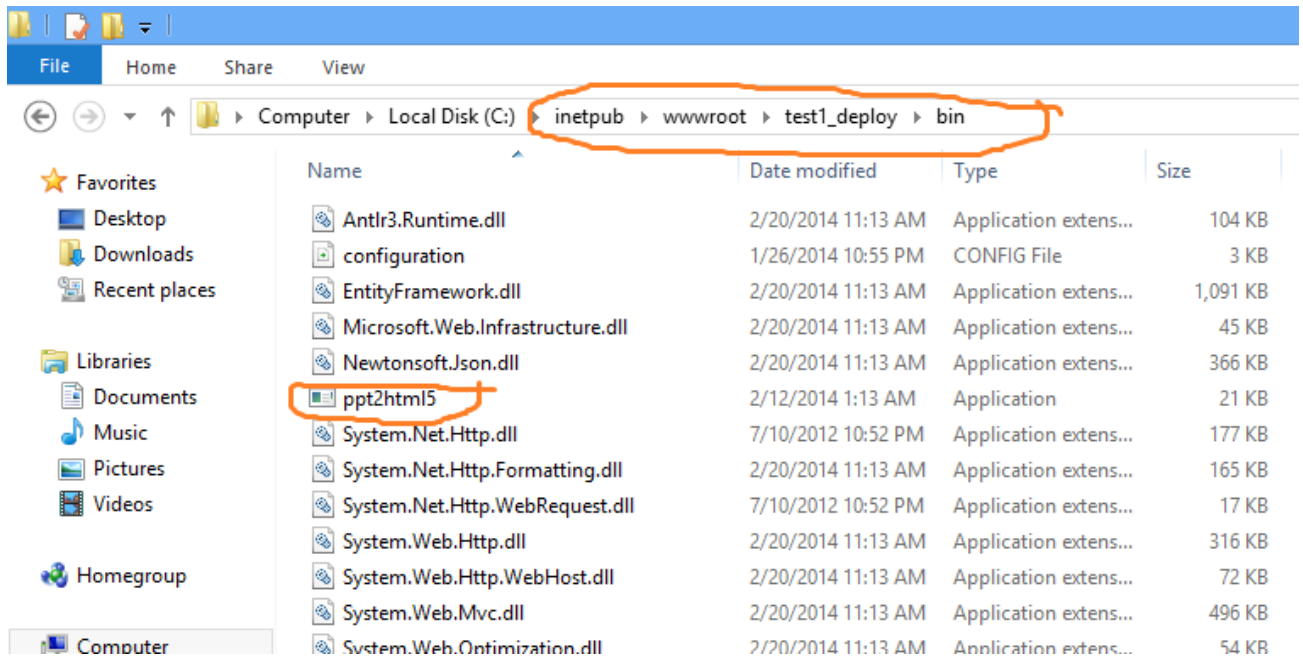 File Home Share View
Computer Local Disk (C:) inetpub wwwroot test1_deploy bin
Name Date modified Type Size
Favorites
Desktop
Downloads
Recent places
Libraries
Documents
Music
Pictures
Videos
Homegroup
Computer
Antlr3.Runtime.dll 2/20/2014 11:13 AM Application extens... 104 KB
configuration 1/26/2014 10:55 PM CONFIG File 3 KB
EntityFramework.dll 2/20/2014 11:13 AM Application extens... 1,091 KB
Microsoft.Web.Infrastructure.dll 2/20/2014 11:13 AM Application extens... 45 KB
Newtonsoft.Json.dll 2/20/2014 11:13 AM Application extens... 366 KB
ppt2html5 2/12/2014 1:13 AM Application 21 KB
System.Net.Http.dll 7/10/2012 10:52 PM Application extens... 177 KB
System.Net.Http.Formatting.dll 2/20/2014 11:13 AM Application extens... 165 KB
System.Net.Http.WebRequest.dll 7/10/2012 10:52 PM Application extens... 17 KB
System.Web.Http.dll 2/20/2014 11:13 AM Application extens... 316 KB
System.Web.Http.WebHost.dll 2/20/2014 11:13 AM Application extens... 72 KB
System.Web.Mvc.dll 2/20/2014 11:13 AM Application extens... 496 KB
System.Web.Optimization.dll 2/20/2014 11:13 AM Application extens... 54 KB